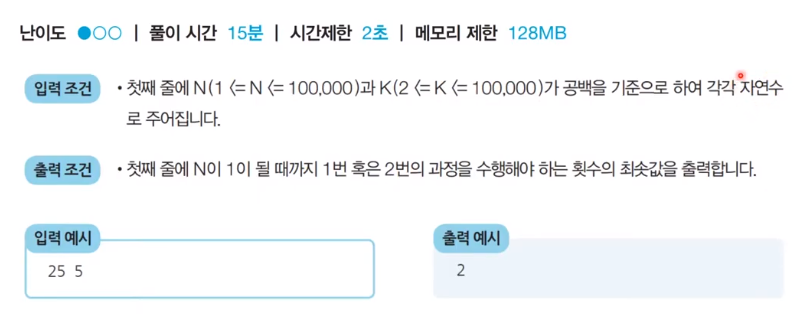 난이도 ●○○ | 풀이 시간 15분 | 시간제한 2초 | 메모리 제한 128MB
입력 조건 • 첫째 줄에 N(1 <= N <= 100,000)과 K(2 <= K <= 100,000)가 공백을 기준으로 하여 각각 자연수
로 주어집니다.
출력 조건 • 첫째 줄에 N이 1이 될 때까지 1번 혹은 2번의 과정을 수행해야 하는 횟수의 최솟값을 출력합니다.
입력 예시
25 5
출력 예시
2